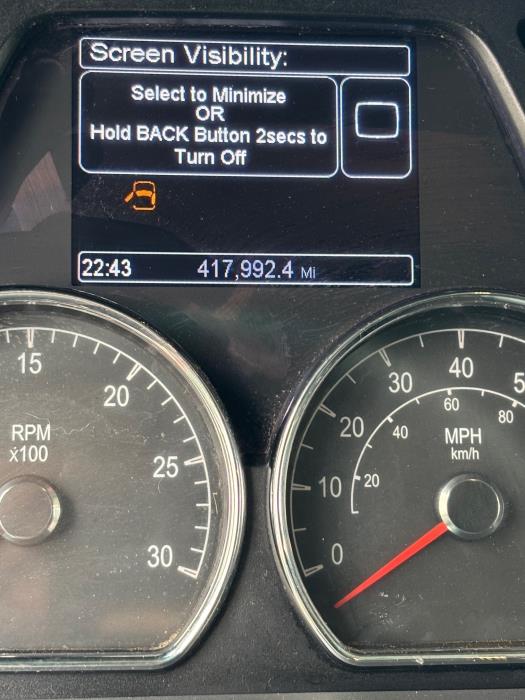 Screen Visibility:
Select to Minimize
OR
Hold BACK Button 2secs to
Turn Off
22:43 417,992.4 Mi
15
20
25
30
RPM
x100
0
10
20
30
40
20
40
60
80
MPH
km/h